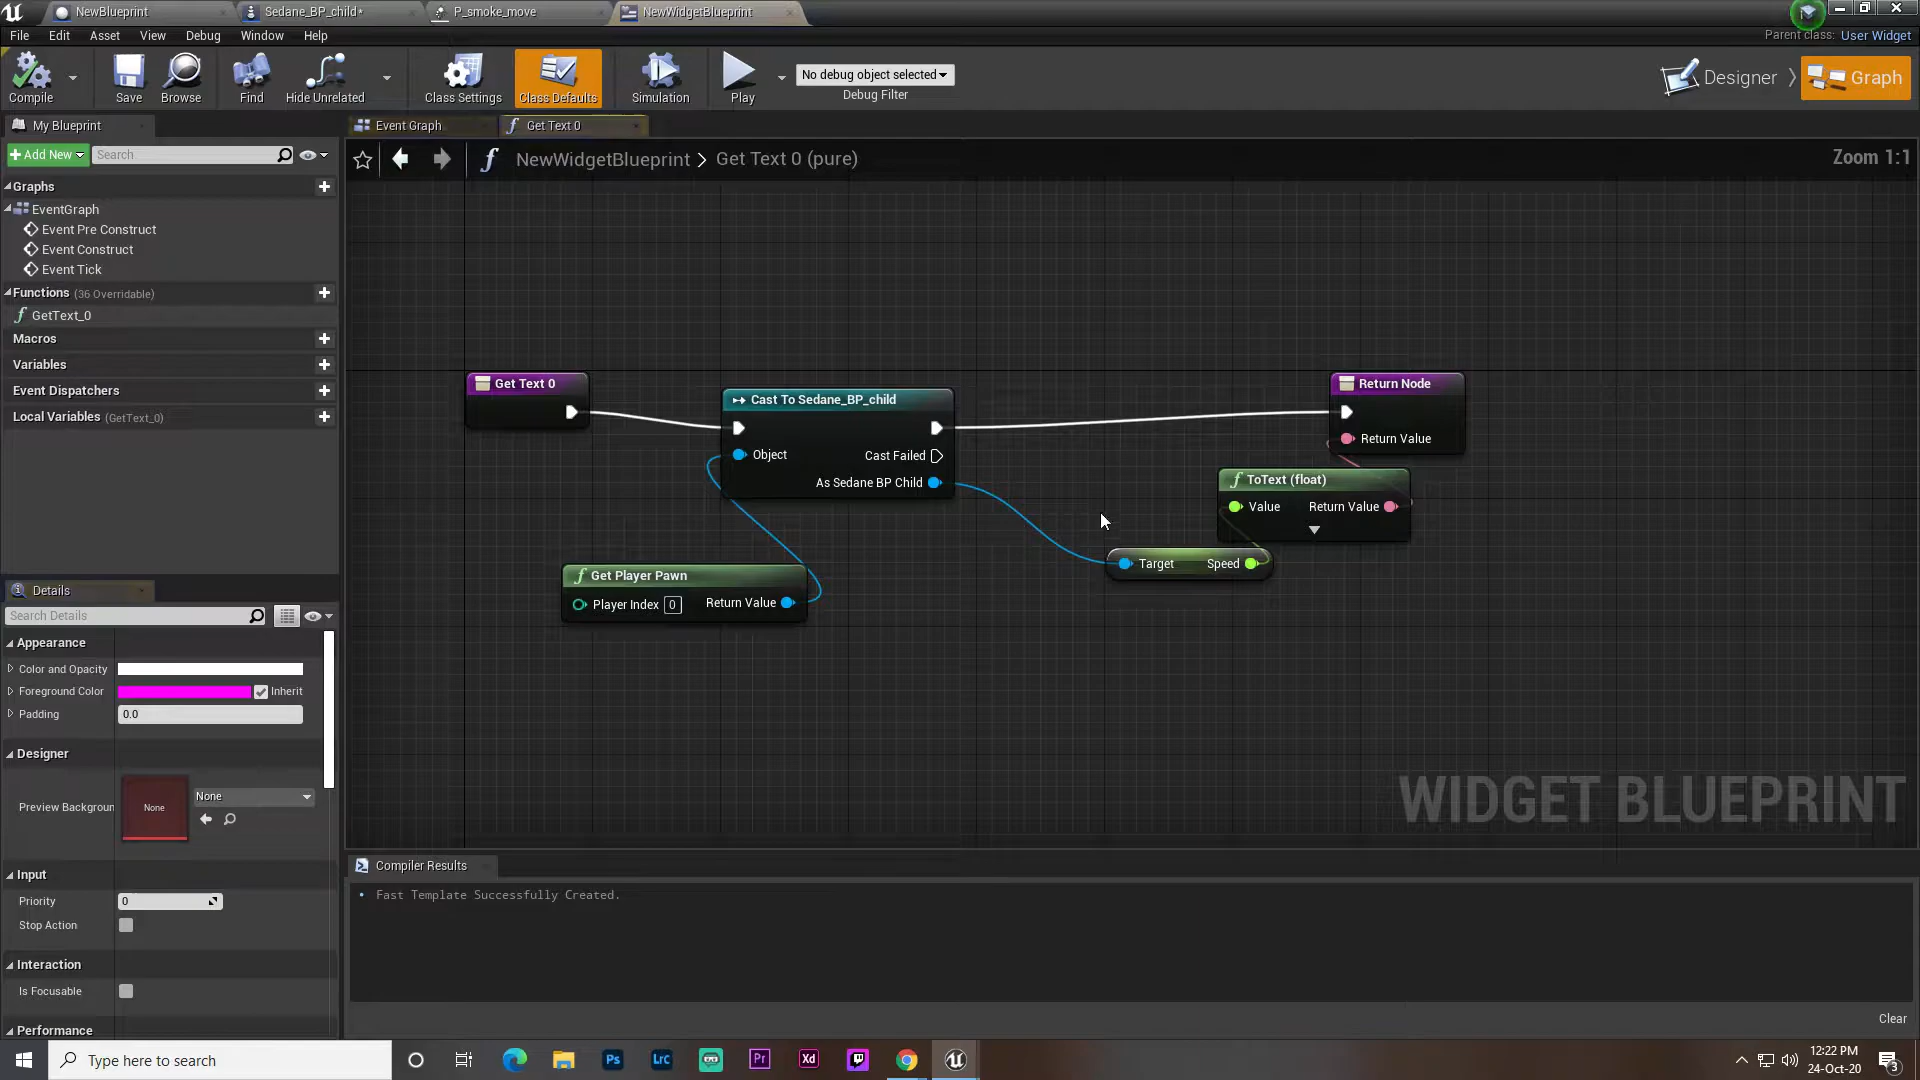 NewBlueprint
Sedane_BP_child*
P_smoke_move
NewWidgetBlueprint
File Edit Asset View Debug Window Help
Parent class: User Widget
Compile
Save
Browse
Find
Hide Unrelated
Class Settings
Class Defaults
Simulation
Play
No debug object selected
Debug Filter
Designer
Graph
My Blueprint
Event Graph
Get Text 0
Add New
Search
NewWidgetBlueprint > Get Text 0 (pure)
Zoom 1:1
Graphs
EventGraph
Event Pre Construct
Event Construct
Event Tick
Functions (36 Overridable)
GetText_0
Macros
Variables
Event Dispatchers
Local Variables (GetText_0)
Get Text 0
Cast To Sedane_BP_child
Object
Cast Failed
As Sedane BP Child
Return Node
Return Value
ToText (float)
Value Return Value
Target Speed
Get Player Pawn
Player Index 0 Return Value
WIDGET BLUEPRINT
Details
Search Details
Appearance
Color and Opacity
Foreground Color Inherit
Padding 0.0
Designer
Preview Backgroun None None
Input
Priority 0
Stop Action
Interaction
Is Focusable
Performance
Compiler Results
• Fast Template Successfully Created.
Clear
Type here to search
Ps
Lrc
Pr
Xd
12:22 PM
24-Oct-20
3